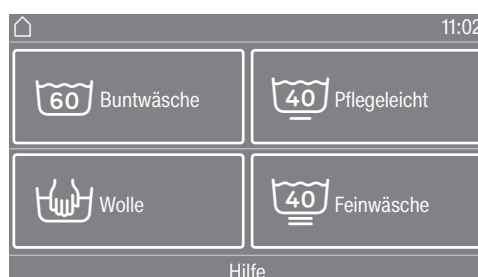 11:02
60 Buntwäsche
40 Pflegeleicht
Wolle
40 Feinwäsche
Hilfe